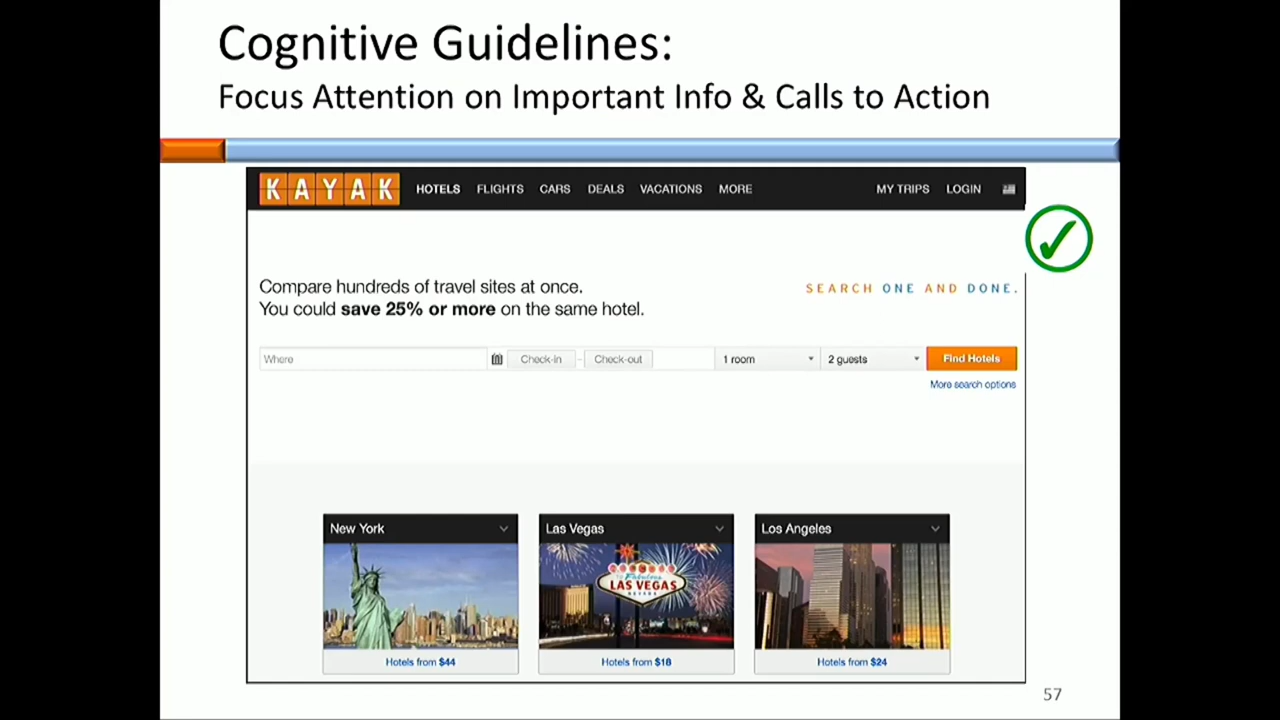 Cognitive Guidelines:
Focus Attention on Important Info & Calls to Action
KAYAK HOTELS FLIGHTS CARS DEALS VACATIONS MORE MY TRIPS LOGIN
Compare hundreds of travel sites at once.
You could save 25% or more on the same hotel.
SEARCH ONE AND DONE.
Where Check-in - Check-out 1 room 2 guests Find Hotels
More search options
New York
Las Vegas
Los Angeles
Fabulous
LAS VEGAS
NEVADA
Hotels from $44
Hotels from $18
Hotels from $24
57